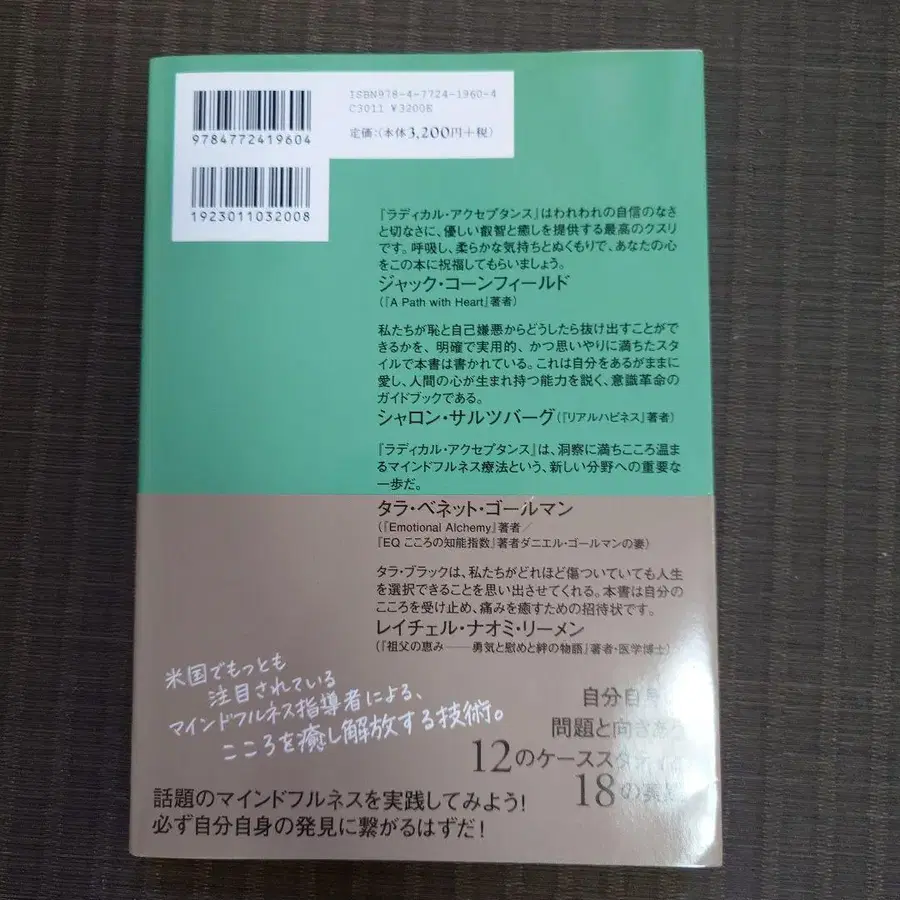 ISBN978-4-7724-1960-4
C3011 ¥3200E
定価:(本体3,200円+税)
9784772419604
1923011032008
『ラディカル・アクセプタンス』はわれわれの自信のなさ
と切なさに、優しい叡智と癒しを提供する最高のクスリ
です。呼吸し、柔らかな気持ちとぬくもりで、あなたの心
をこの本に祝福してもらいましょう。
ジャック・コーンフィールド
(『A Path with Heart』著者)
私たちが恥と自己嫌悪からどうしたら抜け出すことがで
きるかを、明確で実用的、かつ思いやりに満ちたスタ
イルで本書は書かれている。これは自分をあるがままに
愛し、人間の心が生まれ持つ能力を説く、意識革命の
ガイドブックである。
シャロン・サルツバーグ(『リアルハピネス』著者)
『ラディカル・アクセプタンス』は、洞察に満ちこころ温ま
るマインドフルネス療法という、新しい分野への重要な
一歩だ。
タラ・ベネット・ゴールマン
(『Emotional Alchemy』著者/
『EQ こころの知能指数』著者ダニエル・ゴールマンの妻)
タラ・ブラックは、私たちがどれほど傷ついていても人生
を選択できることを思い出させてくれる。本書は自分の
こころを受け止め、痛みを癒すための招待状です。
レイチェル・ナオミ・リーメン
(『祖父の恵み──勇気と慰めと絆の物語』著者・医学博士)
米国でもっとも
注目されている
マインドフルネス指導者による、
こころを癒し解放する技術。
自分自身
問題と向きあ
12のケーススタディ
18の
話題のマインドフルネスを実践してみよう!
必ず自分自身の発見に繋がるはずだ!